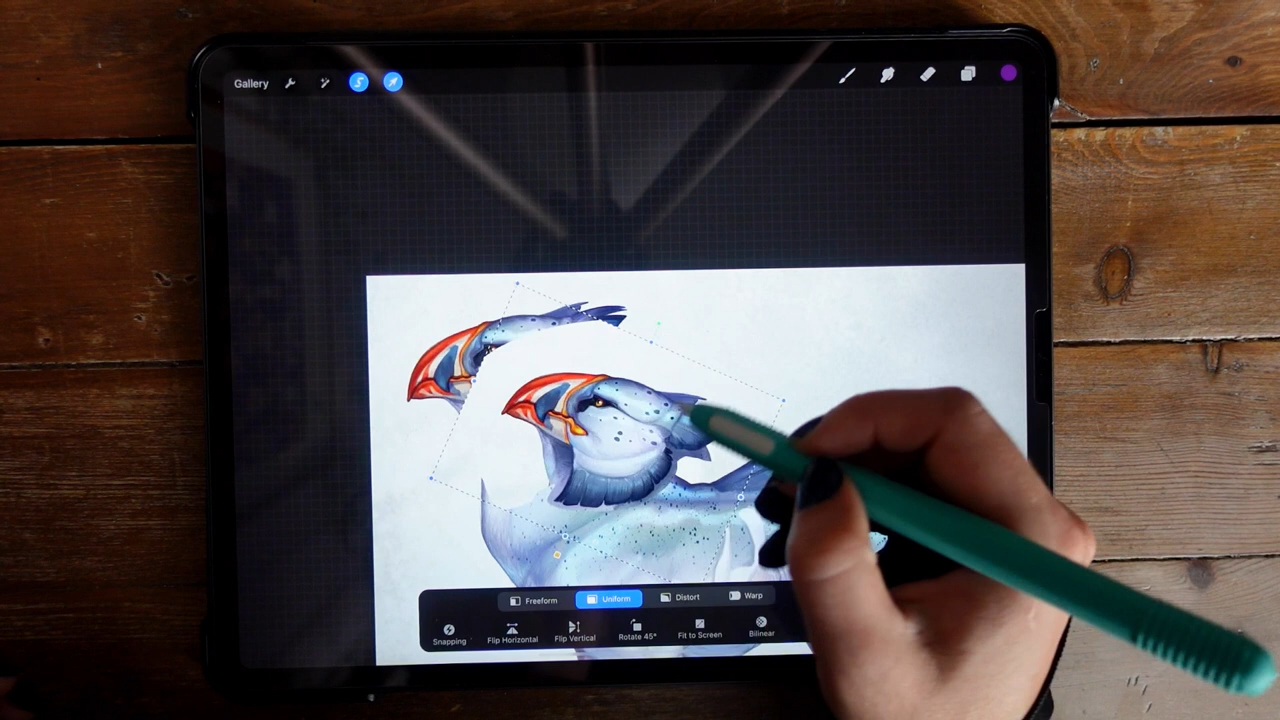 Gallery
Freeform Uniform Distort Warp
Snapping Flip Horizontal Flip Vertical Rotate 45° Fit to Screen Bilinear